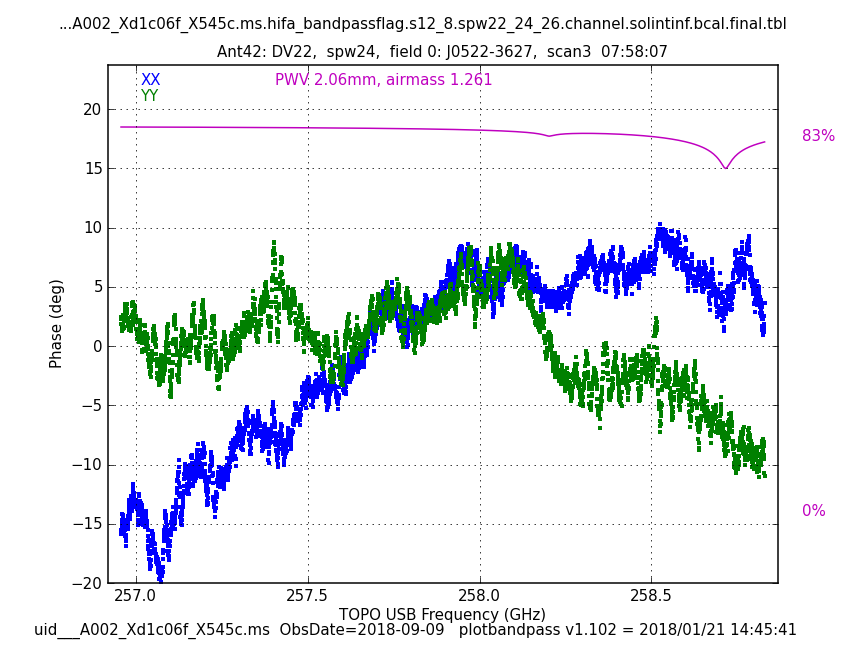 ...A002_Xd1c06f_X545c.ms.hifa_bandpassflag.s12_8.spw22_24_26.channel.solintinf.bcal.final.tbl
Ant42: DV22, spw24, field 0: J0522-3627, scan3 07:58:07
XX
PWV 2.06mm, airmass 1.261
YY
20
83%
15
10
5
Phase (deg)
0
−5
−10
0%
−15
−20
257.0 257.5 258.0 258.5
TOPO USB Frequency (GHz)
uid___A002_Xd1c06f_X545c.ms ObsDate=2018-09-09 plotbandpass v1.102 = 2018/01/21 14:45:41